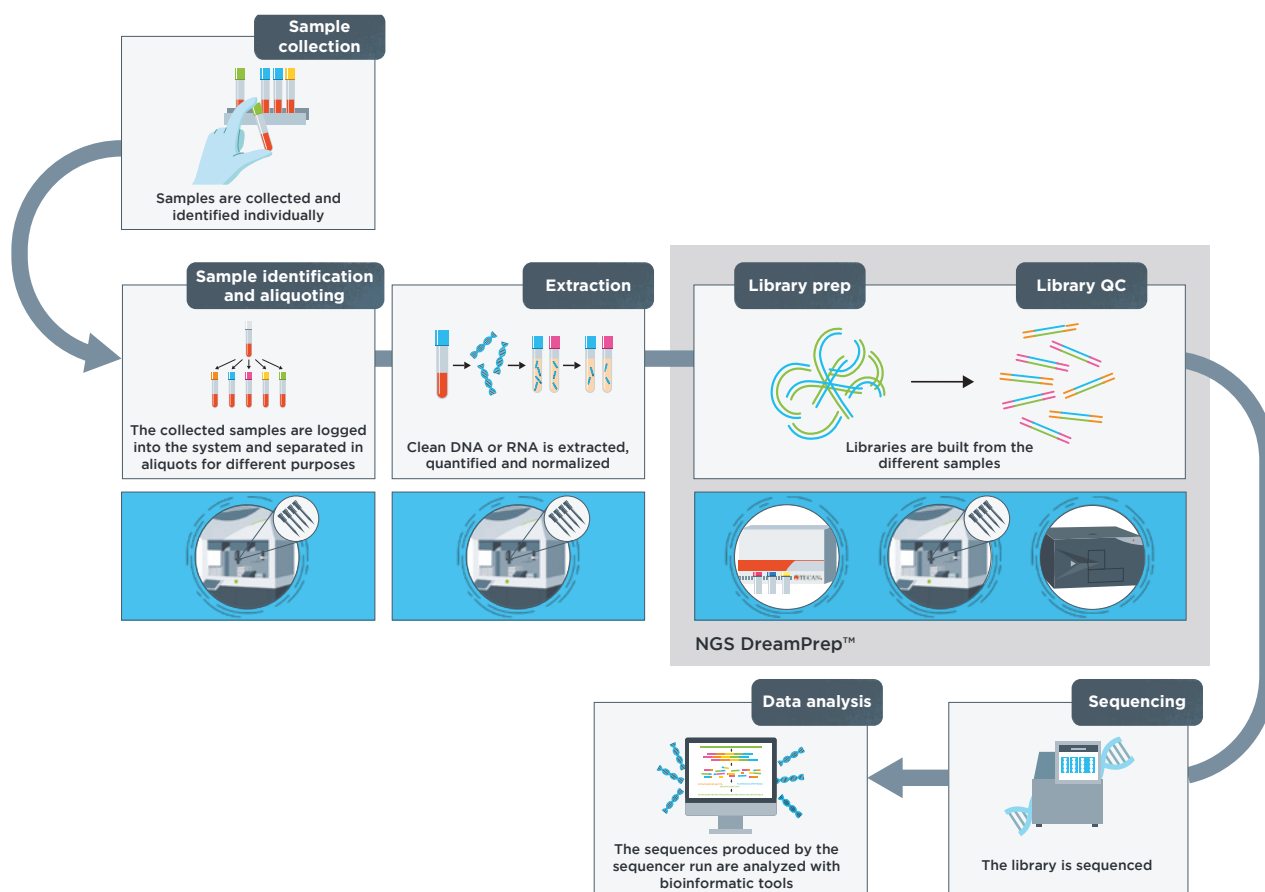 Sample
collection
Samples are collected and
identified individually
Sample identification
and aliquoting
The collected samples are logged
into the system and separated in
aliquots for different purposes
Extraction
Clean DNA or RNA is extracted,
quantified and normalized
Library prep
Library QC
Libraries are built from the
different samples
TECAN
NGS DreamPrep™
Sequencing
The library is sequenced
Data analysis
The sequences produced by the
sequencer run are analyzed with
bioinformatic tools